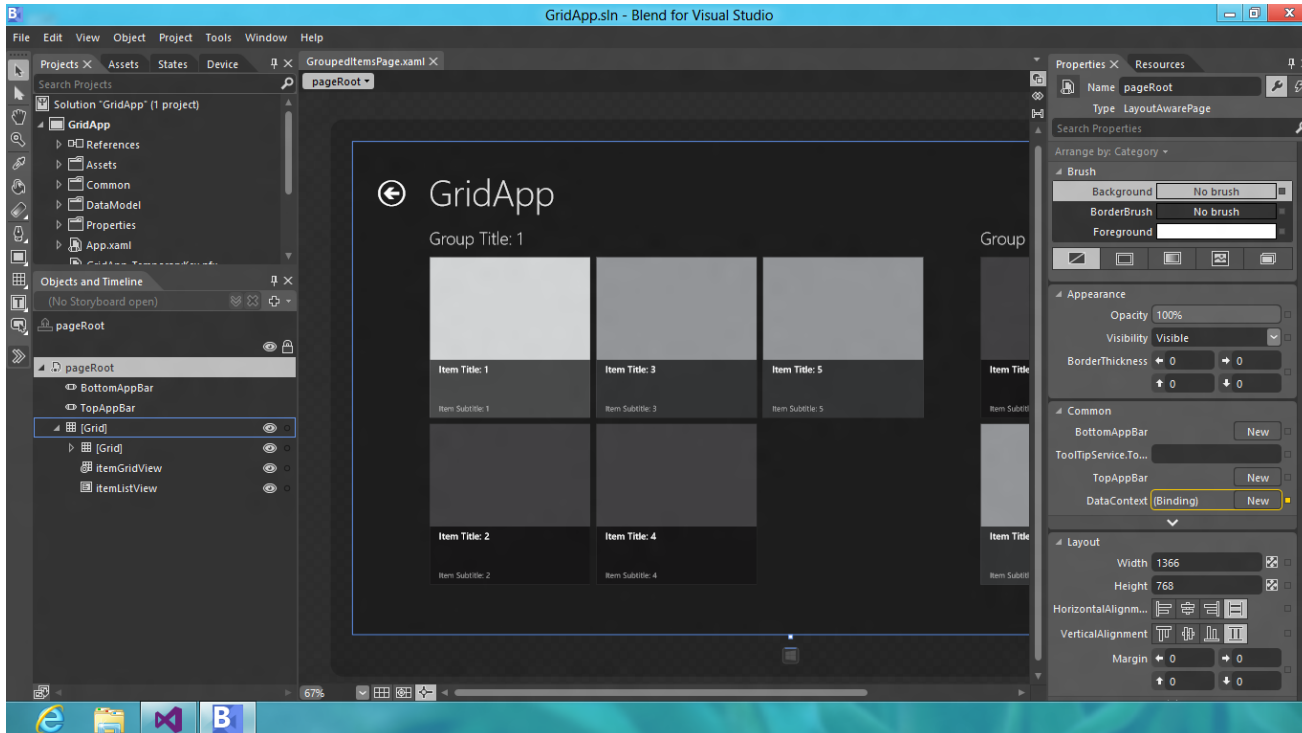 GridApp.sln - Blend for Visual Studio
File Edit View Object Project Tools Window Help
Projects Assets States Device
Search Projects
Solution "GridApp" (1 project)
GridApp
References
Assets
Common
DataModel
Properties
App.xaml
Objects and Timeline
(No Storyboard open)
pageRoot
pageRoot
BottomAppBar
TopAppBar
[Grid]
[Grid]
itemGridView
itemListView
GroupedItemsPage.xaml
pageRoot
GridApp
Group Title: 1
Group
Item Title: 1
Item Subtitle: 1
Item Title: 3
Item Subtitle: 3
Item Title: 5
Item Subtitle: 5
Item Title
Item Subtit
Item Title: 2
Item Subtitle: 2
Item Title: 4
Item Subtitle: 4
Item Title
Item Subtit
67%
Properties Resources
Name pageRoot
Type LayoutAwarePage
Search Properties
Arrange by: Category
Brush
Background No brush
BorderBrush No brush
Foreground
Appearance
Opacity 100%
Visibility Visible
BorderThickness 0 0
0 0
Common
BottomAppBar New
ToolTipService.To...
TopAppBar New
DataContext (Binding) New
Layout
Width 1366
Height 768
HorizontalAlignm...
VerticalAlignment
Margin 0 0
0 0